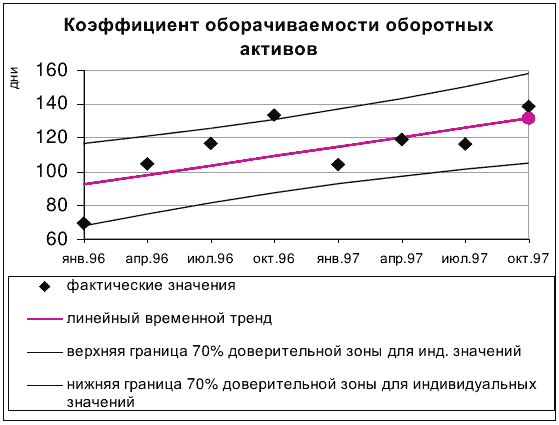 Коэффициент оборачиваемости оборотных
активов
дни
160
140
120
100
80
60
янв.96 апр.96 июл.96 окт.96 янв.97 апр.97 июл.97 окт.97
фактические значения
линейный временной тренд
верхняя граница 70% доверительной зоны для инд. значений
нижняя граница 70% доверительной зоны для индивидуальных
значений